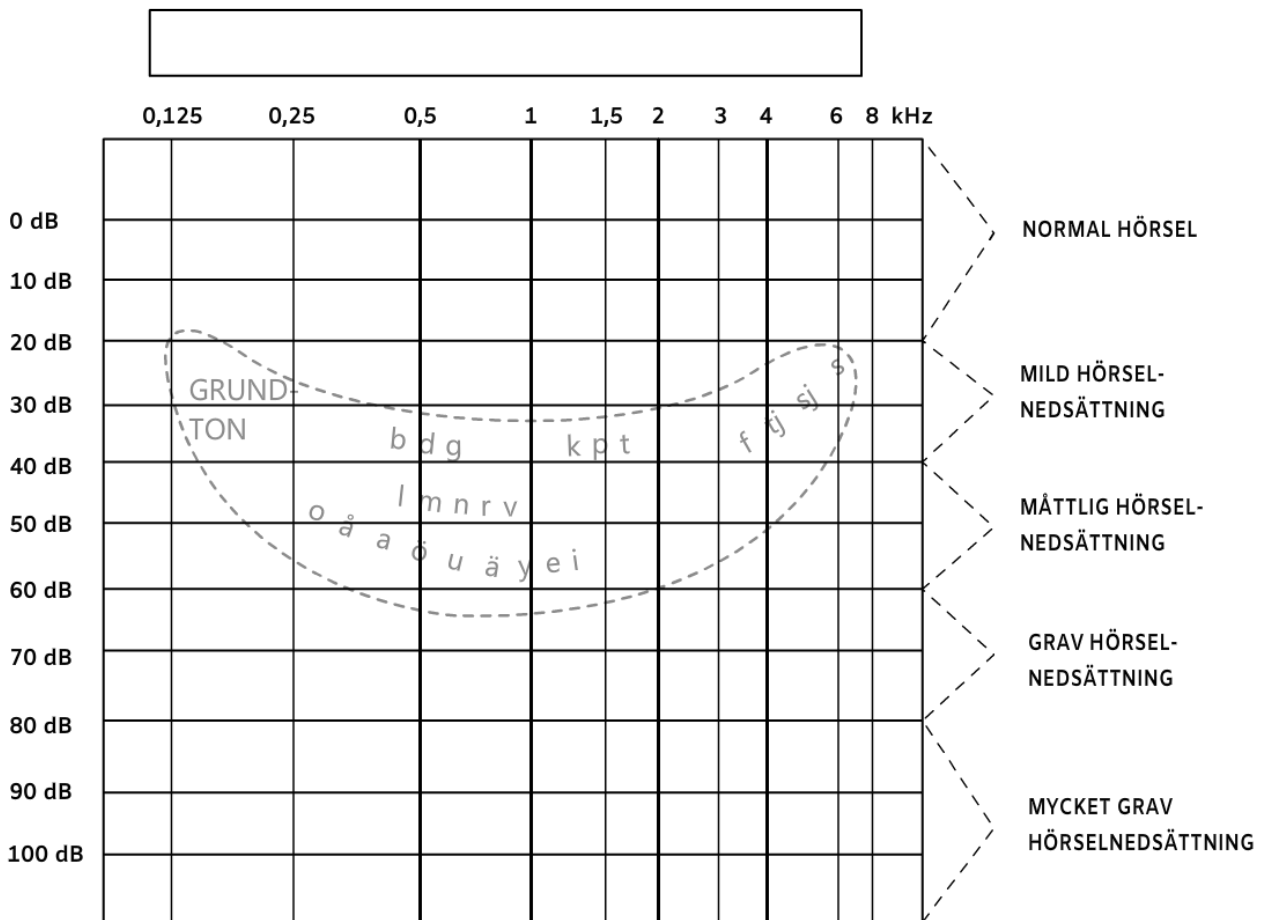 0,125 0,25 0,5 1 1,5 2 3 4 6 8 kHz
0 dB
NORMAL HÖRSEL
10 dB
20 dB
MILD HÖRSEL-
NEDSÄTTNING
30 dB
GRUND-
TON
b d g k p t f tj sj s
40 dB
l m n r v
MÅTTLIG HÖRSEL-
NEDSÄTTNING
50 dB
o å a ö u ä y e i
60 dB
GRAV HÖRSEL-
NEDSÄTTNING
70 dB
80 dB
90 dB
MYCKET GRAV
HÖRSELNEDSÄTTNING
100 dB